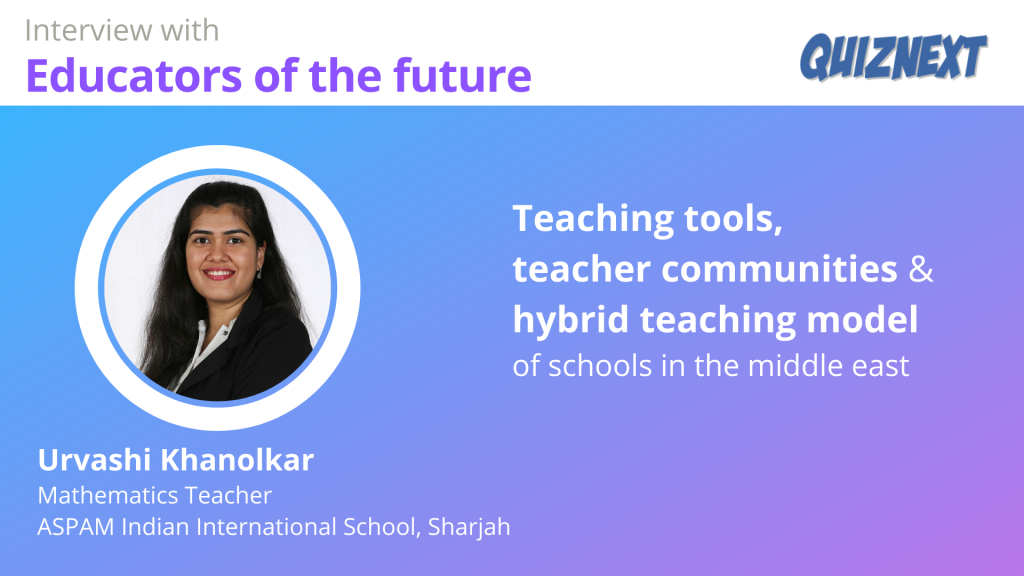 Interview with
Educators of the future
QUIZNEXT
Teaching tools,
teacher communities &
hybrid teaching model
of schools in the middle east
Urvashi Khanolkar
Mathematics Teacher
ASPAM Indian International School, Sharjah